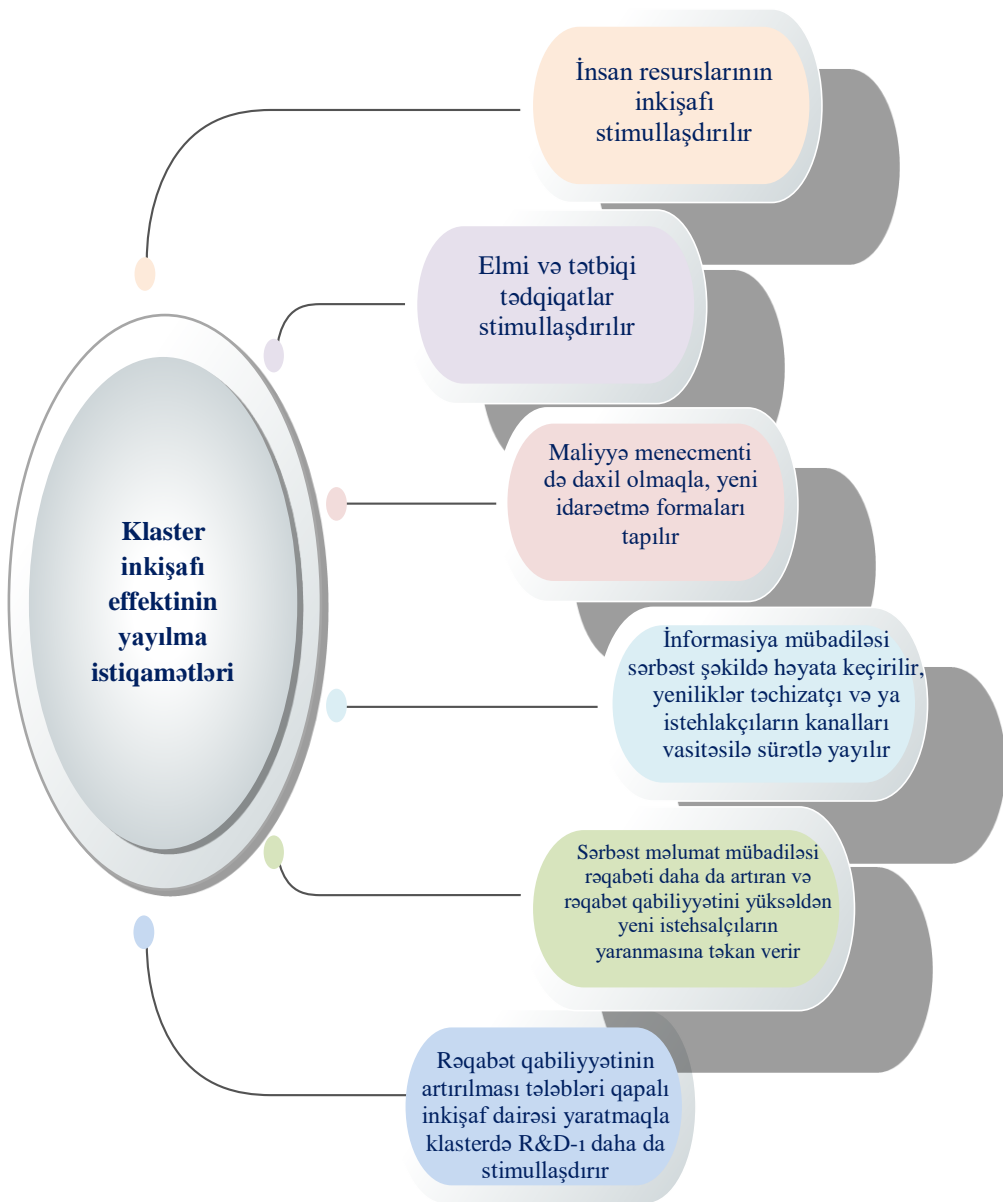 İnsan resurslarının
inkişafı
stimullaşdırılır
Elmi və tətbiqi
tədqiqatlar
stimullaşdırılır
Maliyyə menecmenti
də daxil olmaqla, yeni
idarəetmə formaları
tapılır
Klaster
inkişafı
effektinin
yayılma
istiqamətləri
İnformasiya mübadiləsi
sərbəst şəkildə həyata keçirilir,
yeniliklər təchizatçı və ya
istehlakçıların kanalları
vasitəsilə sürətlə yayılır
Sərbəst məlumat mübadiləsi
rəqabəti daha da artıran və
rəqabət qabiliyyətini yüksəldən
yeni istehsalçıların
yaranmasına təkan verir
Rəqabət qabiliyyətinin
artırılması tələbləri qapalı
inkişaf dairəsi yaratmaqla
klasterdə R&D-ı daha da
stimullaşdırır